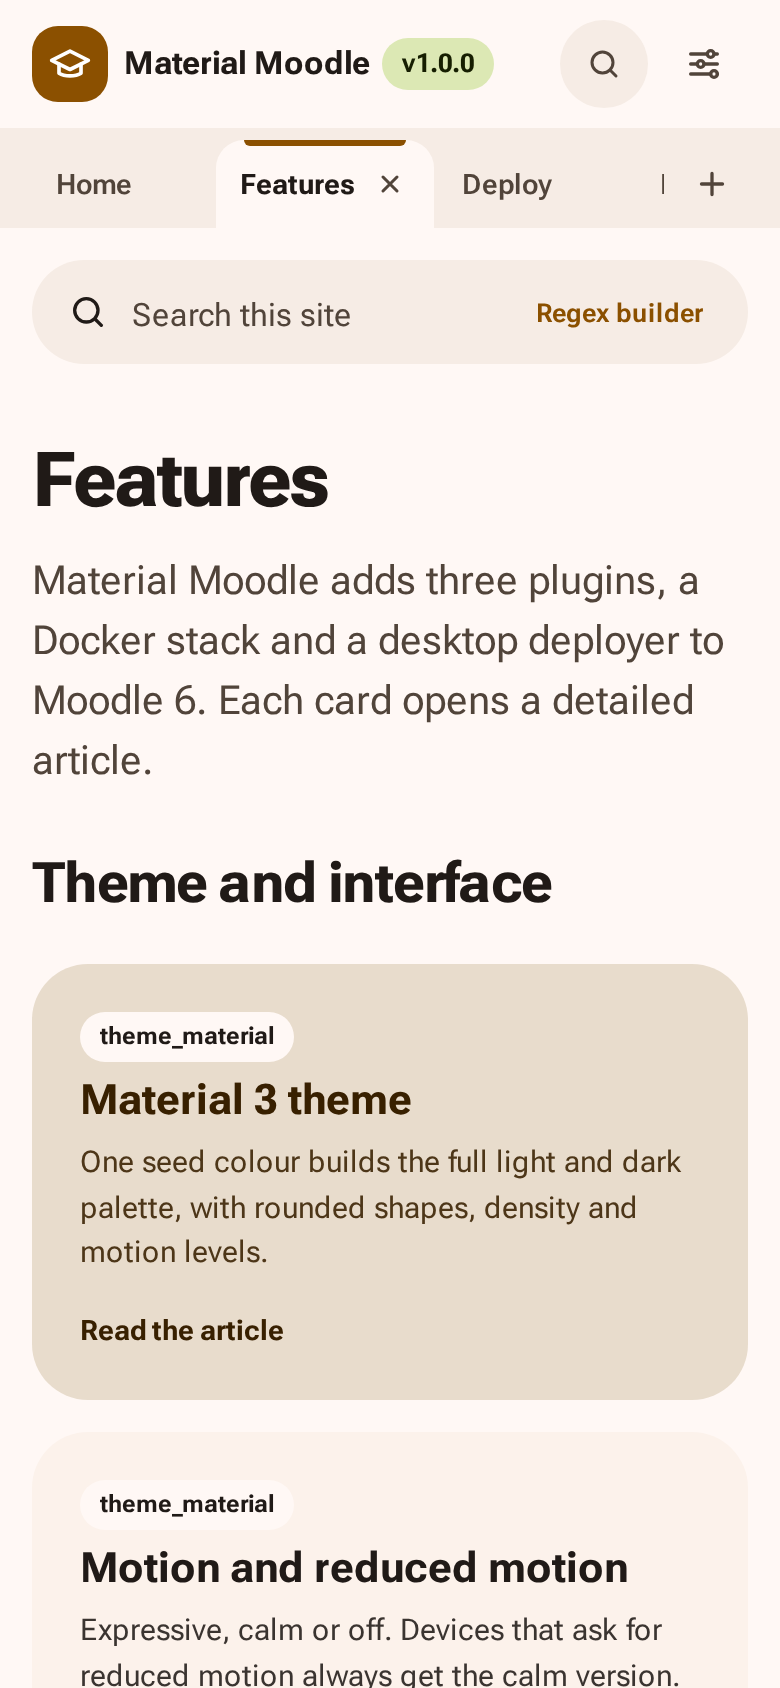 Material Moodle v1.0.0
Home Features Deploy
Search this site Regex builder
Features
Material Moodle adds three plugins, a
Docker stack and a desktop deployer to
Moodle 6. Each card opens a detailed
article.
Theme and interface
theme_material
Material 3 theme
One seed colour builds the full light and dark
palette, with rounded shapes, density and
motion levels.
Read the article
theme_material
Motion and reduced motion
Expressive, calm or off. Devices that ask for
reduced motion always get the calm version.